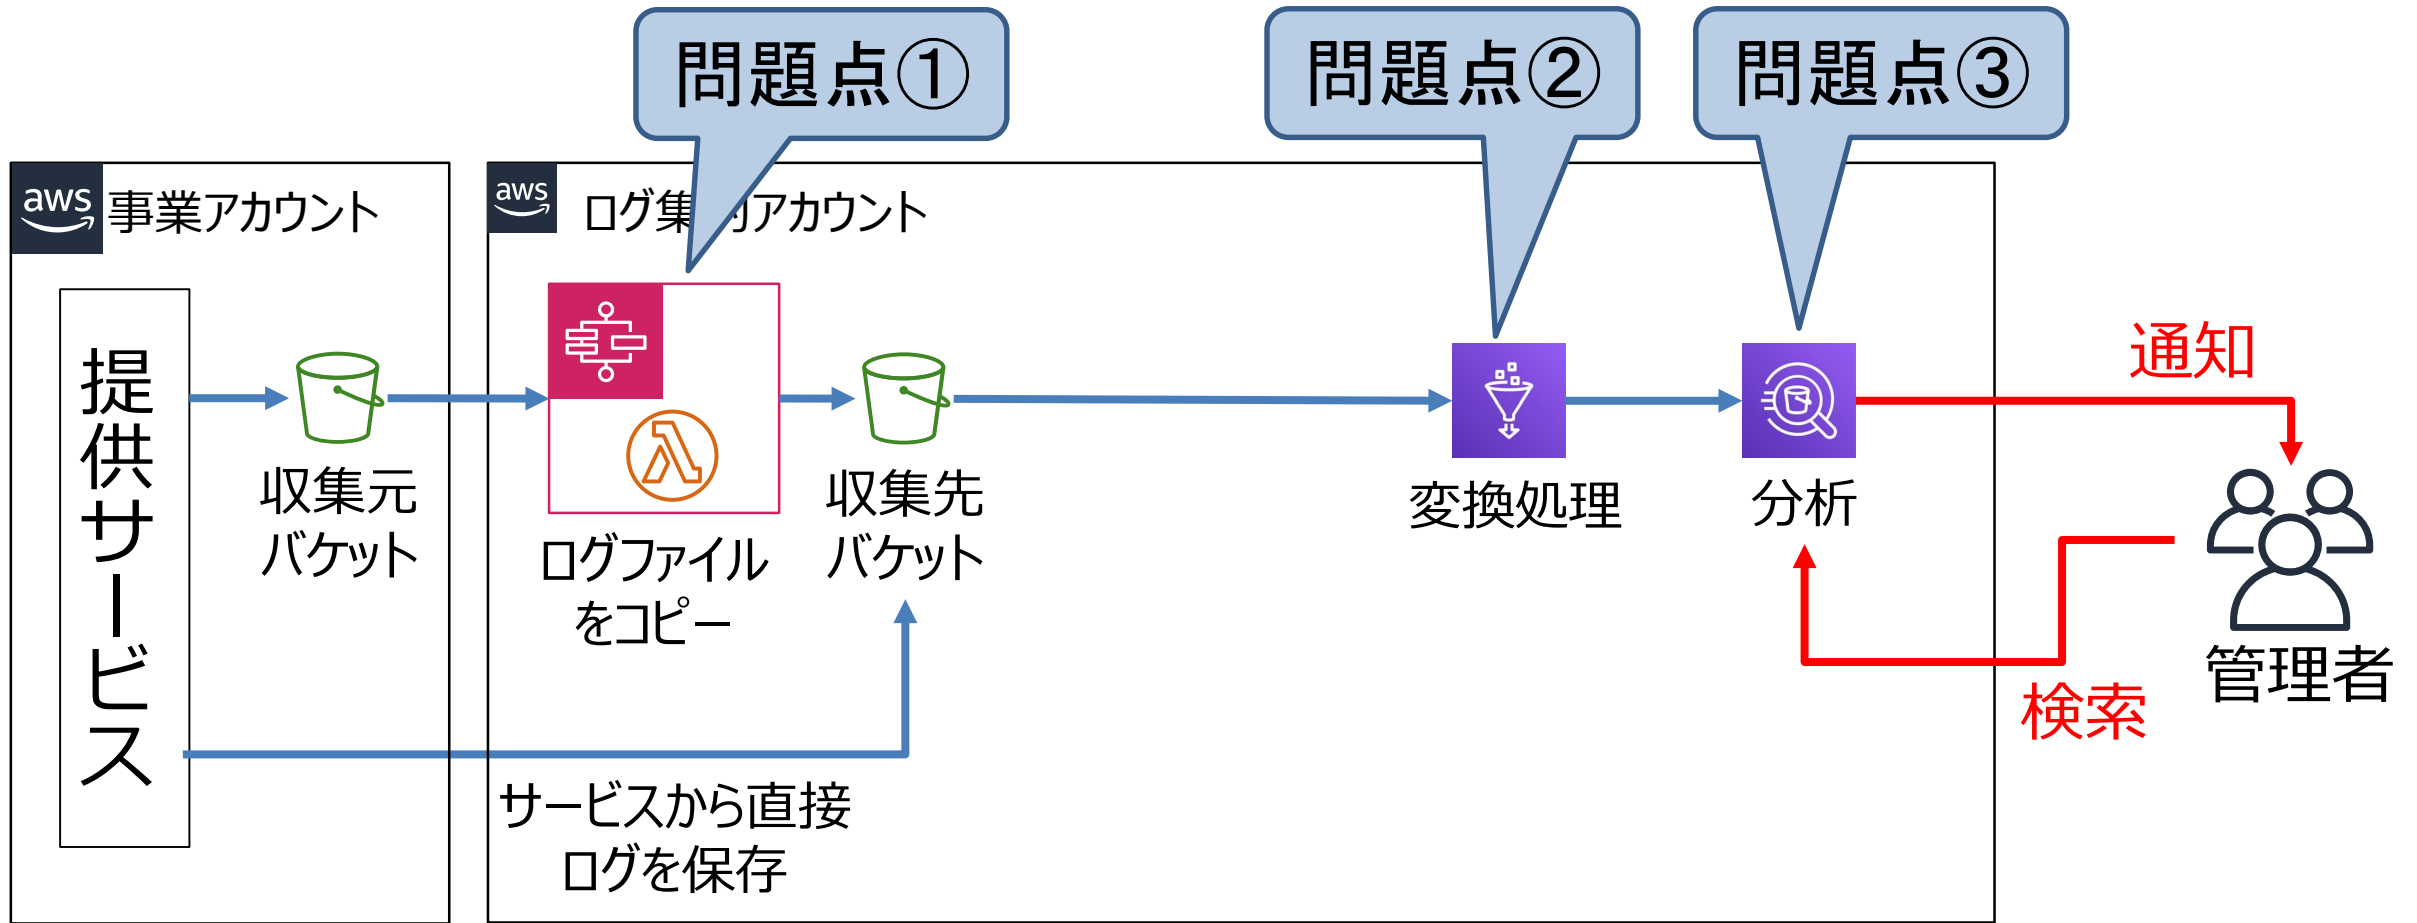 問題点①
問題点②
問題点③
aws
事業アカウント
aws
ログ集
アカウント
提供サービス
収集元
バケット
ログファイル
をコピー
収集先
バケット
変換処理
分析
通知
検索
管理者
サービスから直接
ログを保存